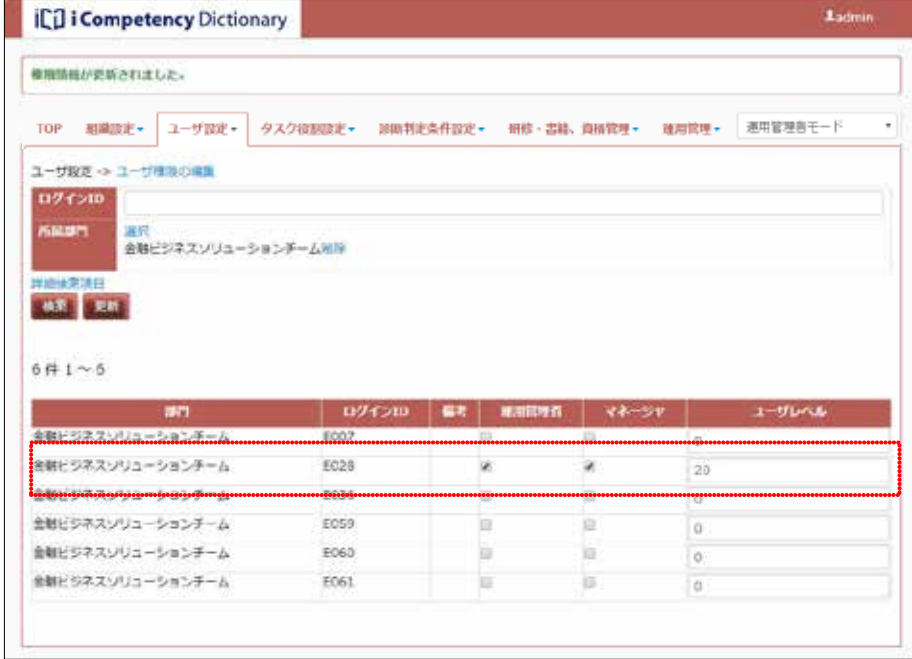 iCD i Competency Dictionary
admin
権限情報が更新されました。
TOP 組織設定 ユーザ設定 タスク役割設定 診断判定条件設定 研修・書籍、資格管理 運用管理 運用管理者モード
ユーザ設定 -> ユーザ権限の編集
ログインID
所属部門 選択
金融ビジネスソリューションチーム削除
詳細検索項目
検索 更新
6 件 1 ～ 6
部門 ログインID 備考 運用管理者 マネージャ ユーザレベル
金融ビジネスソリューションチーム E007 0
金融ビジネスソリューションチーム E028 20
金融ビジネスソリューションチーム 0
金融ビジネスソリューションチーム E059 0
金融ビジネスソリューションチーム E060 0
金融ビジネスソリューションチーム E061 0